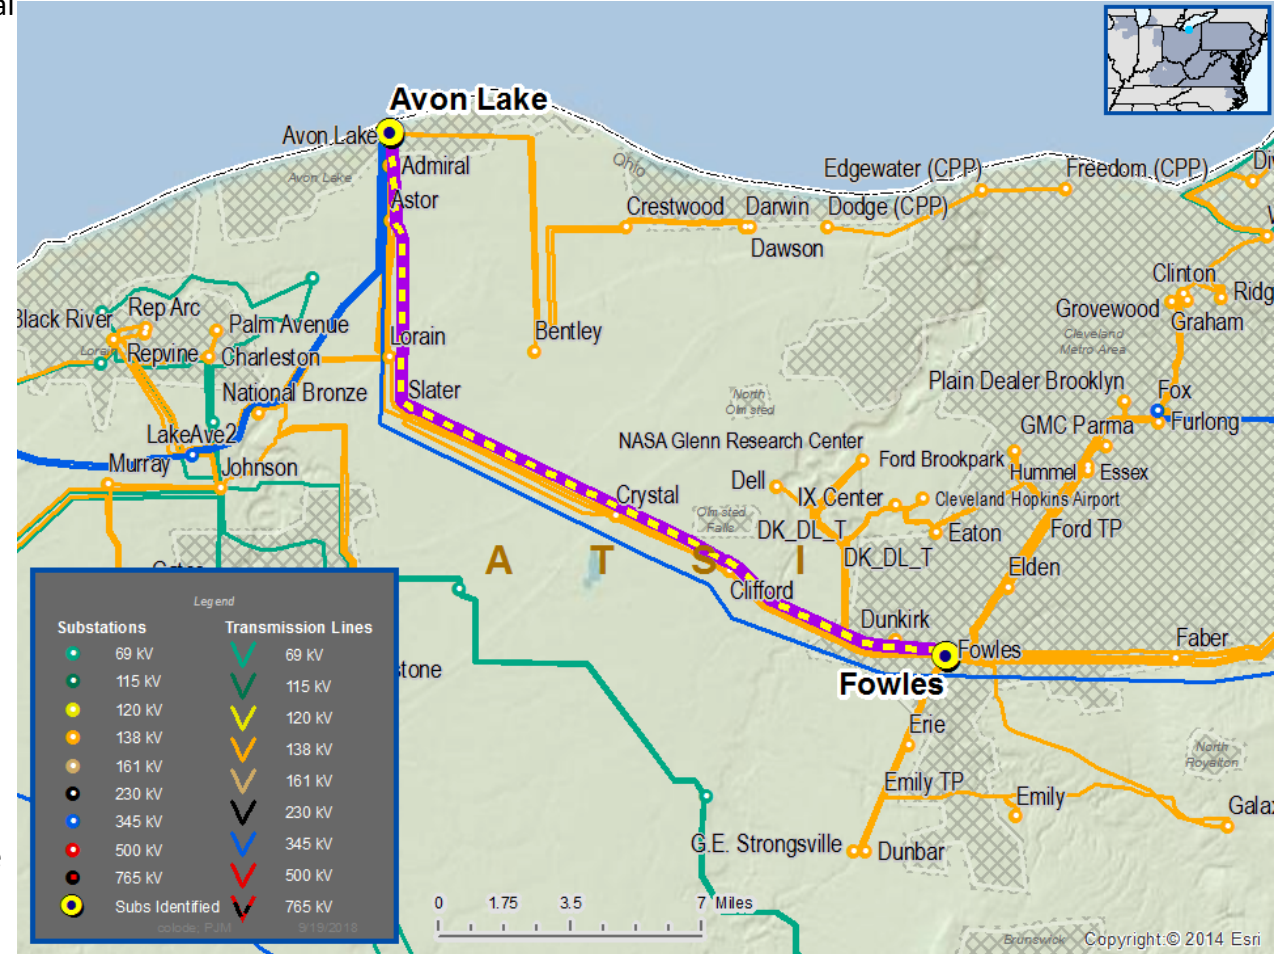 al
Avon Lake
Avon Lake
Admiral
Avon Lake
Astor
Ohio
Edgewater (CPP)
Freedom (CPP)
Crestwood
Darwin
Dodge (CPP)
Dawson
Clinton
Grovewood
Graham
Black River
Rep Arc
Palm Avenue
Lorain
Bentley
Lorain
Repvine
Charleston
Cleveland
Metro Area
National Bronze
Slater
North
Olmsted
Plain Dealer Brooklyn
Fox
Furlong
GMC Parma
LakeAve2
Murray
Johnson
NASA Glenn Research Center
Ford Brookpark
Hummel
Essex
Dell
IX Center
Cleveland Hopkins Airport
Crystal
Olmsted
Falls
DK_DL_T
Eaton
Ford TP
A T S I
DK_DL_T
Elden
Clifford
Dunkirk
Fowles
Faber
Fowles
stone
Erie
North
Royalton
Emily TP
Emily
G.E. Strongsville
Dunbar
Legend
Substations
Transmission Lines
69 kV
69 kV
115 kV
115 kV
120 kV
120 kV
138 kV
138 kV
161 kV
161 kV
230 kV
230 kV
345 kV
345 kV
500 kV
500 kV
765 kV
765 kV
Subs Identified
colode, PJM
9/19/2018
0 1.75 3.5 7 Miles
Brunswick
Copyright:© 2014 Esri